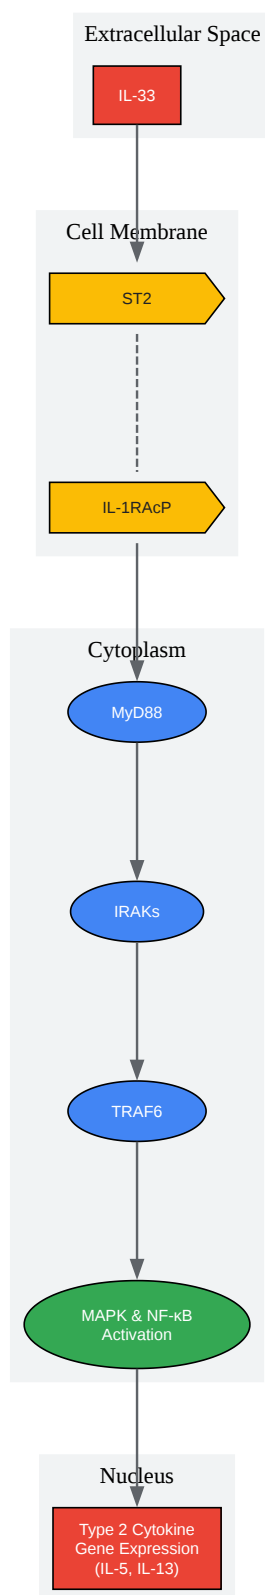 Extracellular Space
IL-33
Cell Membrane
ST2
IL-1RAcP
Cytoplasm
MyD88
IRAKs
TRAF6
MAPK & NF-κB
Activation
Nucleus
Type 2 Cytokine
Gene Expression
(IL-5, IL-13)